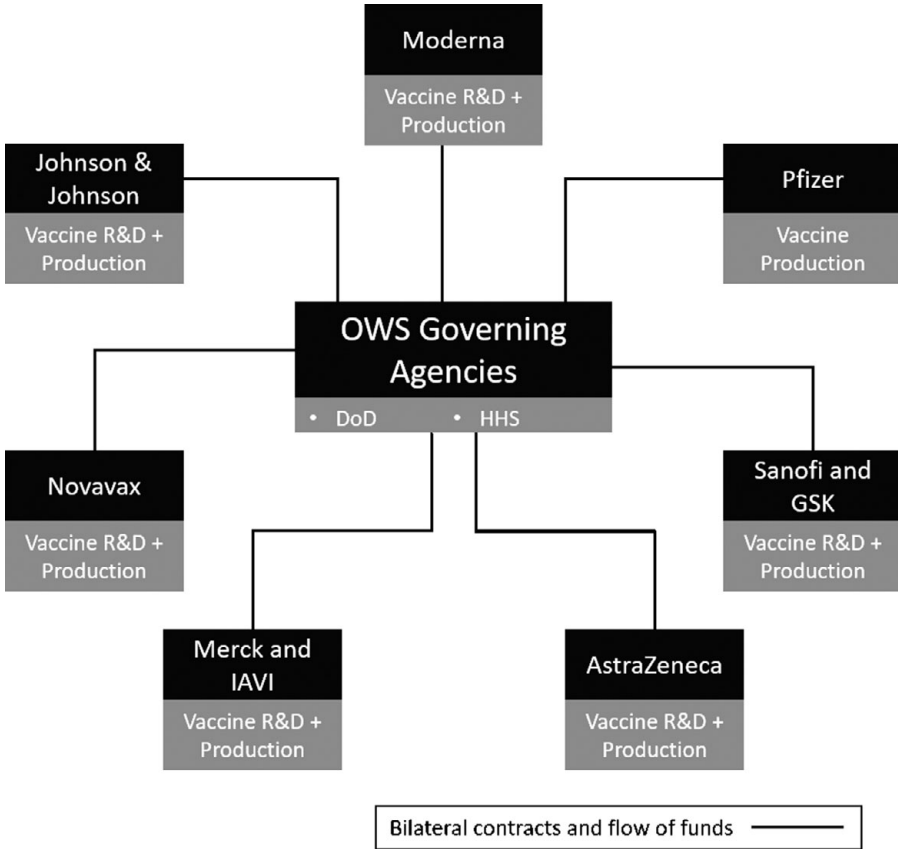 Moderna
Vaccine R&D +
Production
Johnson &
Johnson
Vaccine R&D +
Production
Pfizer
Vaccine
Production
OWS Governing
Agencies
• DoD • HHS
Novavax
Vaccine R&D +
Production
Sanofi and
GSK
Vaccine R&D +
Production
Merck and
IAVI
Vaccine R&D +
Production
AstraZeneca
Vaccine R&D +
Production
Bilateral contracts and flow of funds